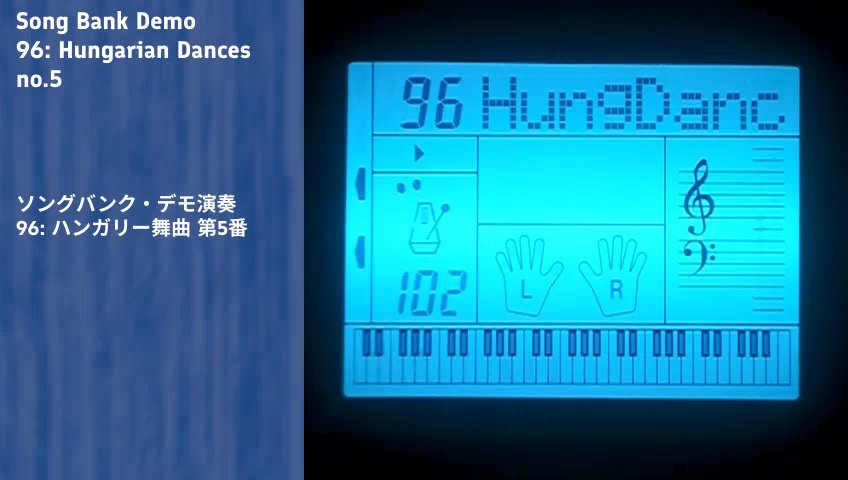 Song Bank Demo
96: Hungarian Dances
no.5
ソングバンク・デモ演奏
96: ハンガリー舞曲 第5番
96 HungDanc
102
L R